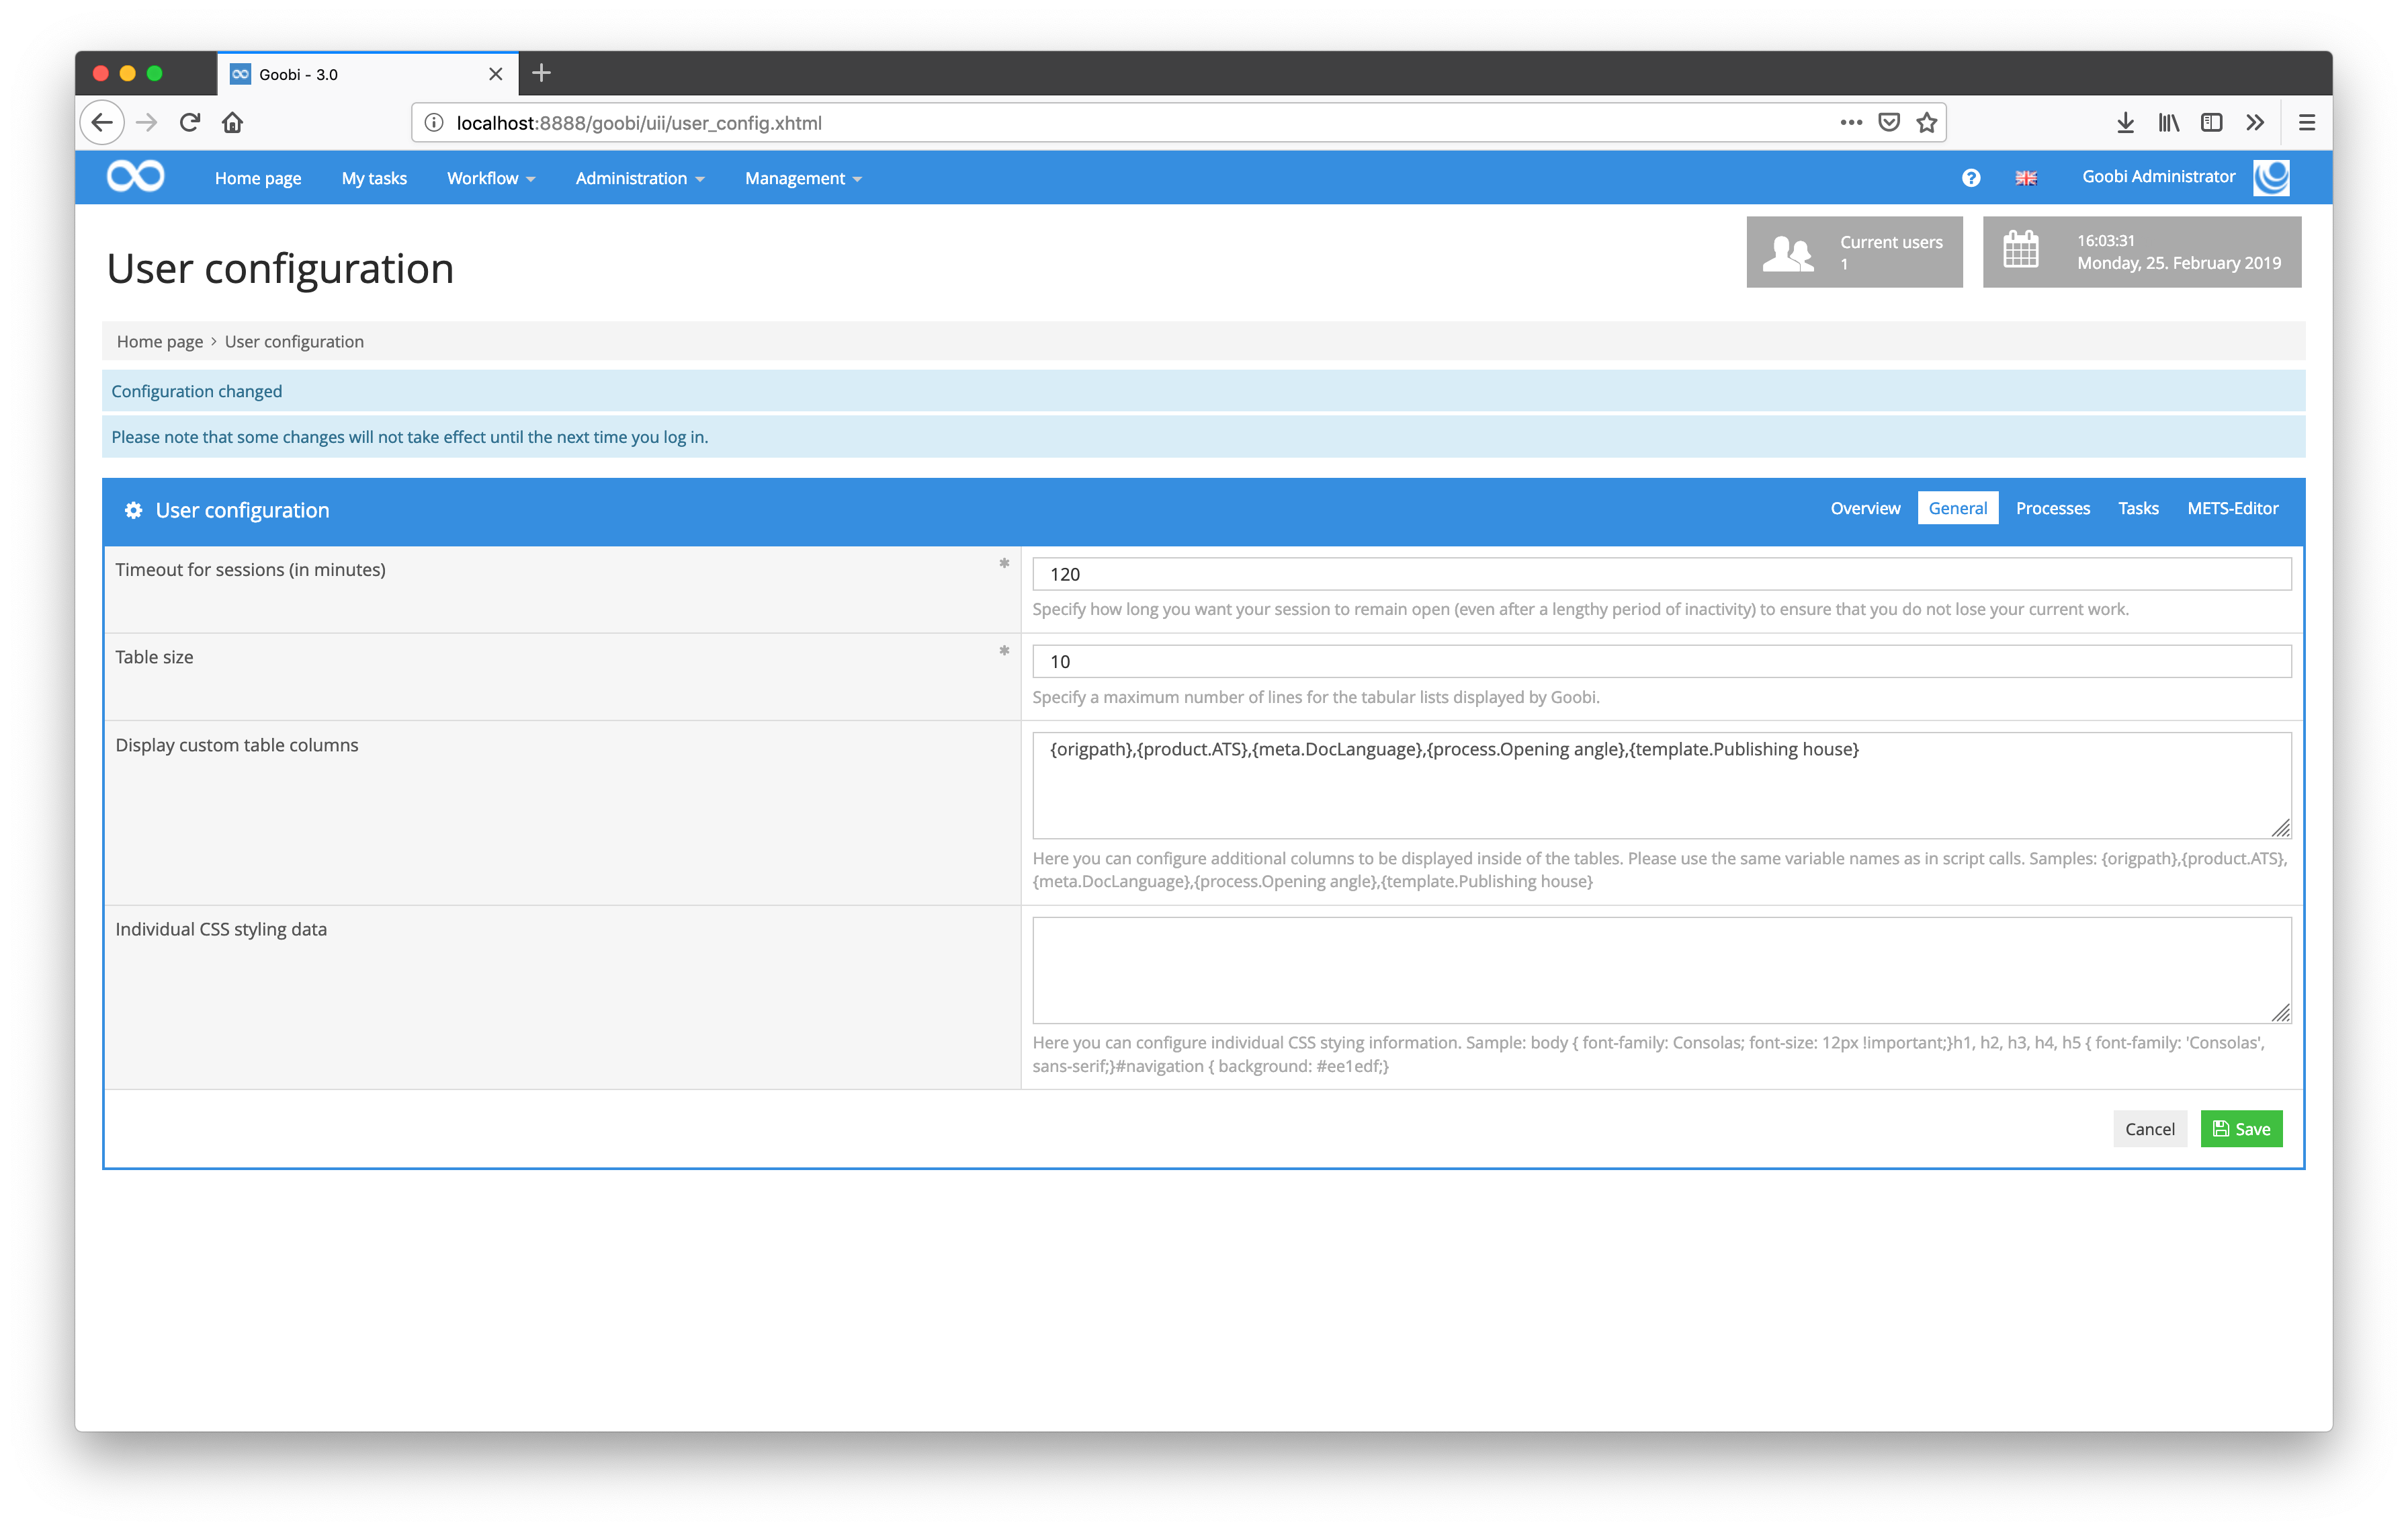 Goobi - 3.0
localhost:8888/goobi/uii/user_config.xhtml
Home page
My tasks
Workflow
Administration
Management
Goobi Administrator
User configuration
Current users
1
16:03:31
Monday, 25. February 2019
Home page › User configuration
Configuration changed
Please note that some changes will not take effect until the next time you log in.
User configuration
Overview
General
Processes
Tasks
METS-Editor
Timeout for sessions (in minutes) *
120
Specify how long you want your session to remain open (even after a lengthy period of inactivity) to ensure that you do not lose your current work.
Table size *
10
Specify a maximum number of lines for the tabular lists displayed by Goobi.
Display custom table columns
{origpath},{product.ATS},{meta.DocLanguage},{process.Opening angle},{template.Publishing house}
Here you can configure additional columns to be displayed inside of the tables. Please use the same variable names as in script calls. Samples: {origpath},{product.ATS},
{meta.DocLanguage},{process.Opening angle},{template.Publishing house}
Individual CSS styling data
Here you can configure individual CSS stying information. Sample: body { font-family: Consolas; font-size: 12px !important;}h1, h2, h3, h4, h5 { font-family: 'Consolas',
sans-serif;}#navigation { background: #ee1edf;}
Cancel
Save